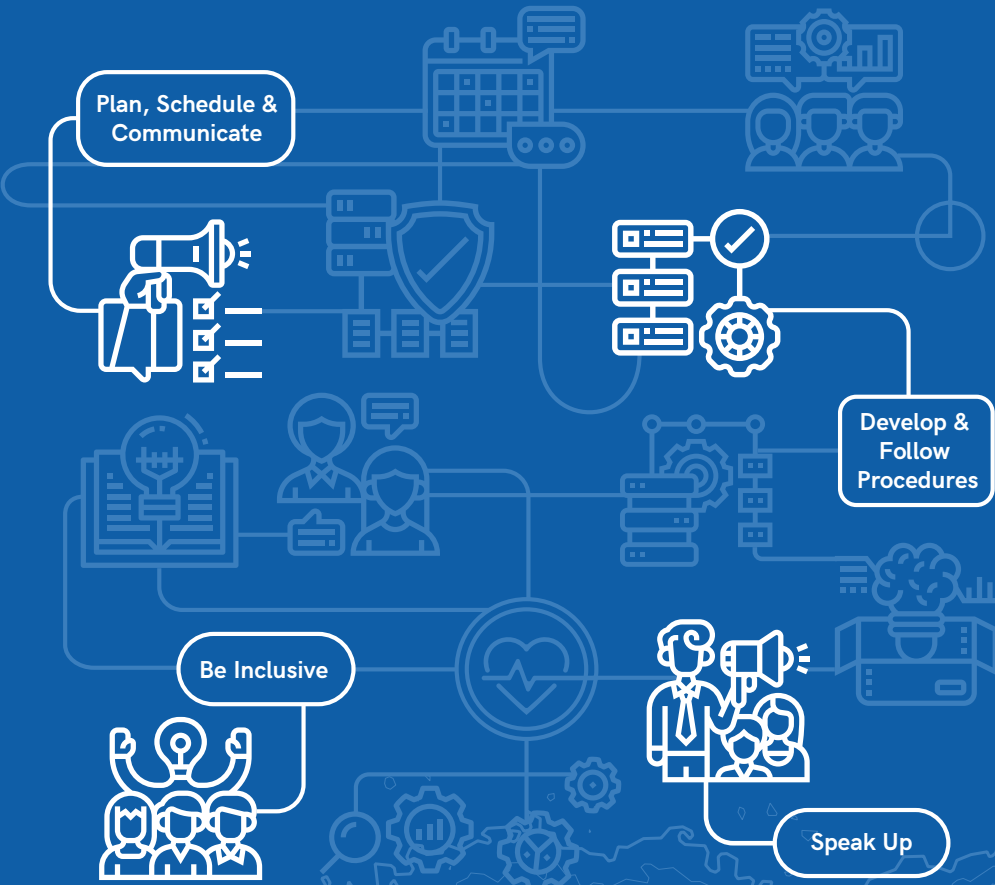 Plan, Schedule &
Communicate
Develop &
Follow
Procedures
Be Inclusive
Speak Up